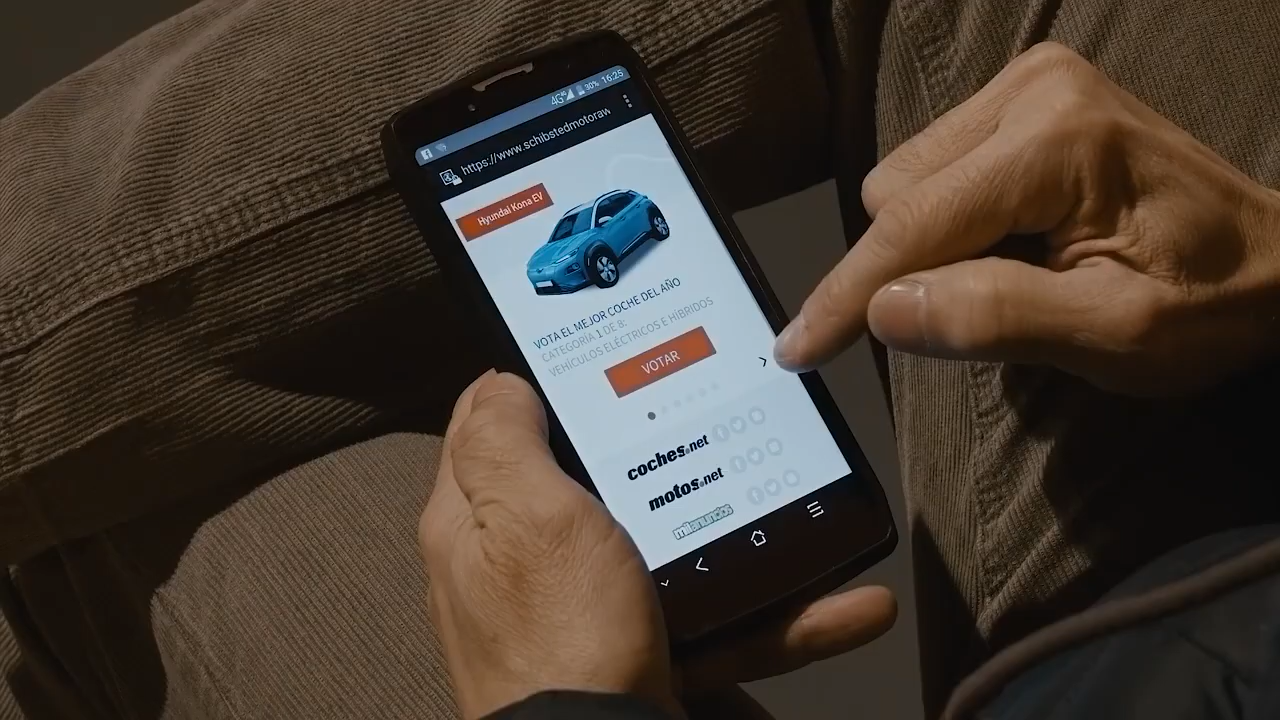 4G 30% 16:25
https://www.schibstedmotoraw
Hyundai Kona EV
VOTA EL MEJOR COCHE DEL AÑO
CATEGORÍA 1 DE 8:
VEHÍCULOS ELÉCTRICOS E HÍBRIDOS
VOTAR
coches.net
motos.net
milanuncios